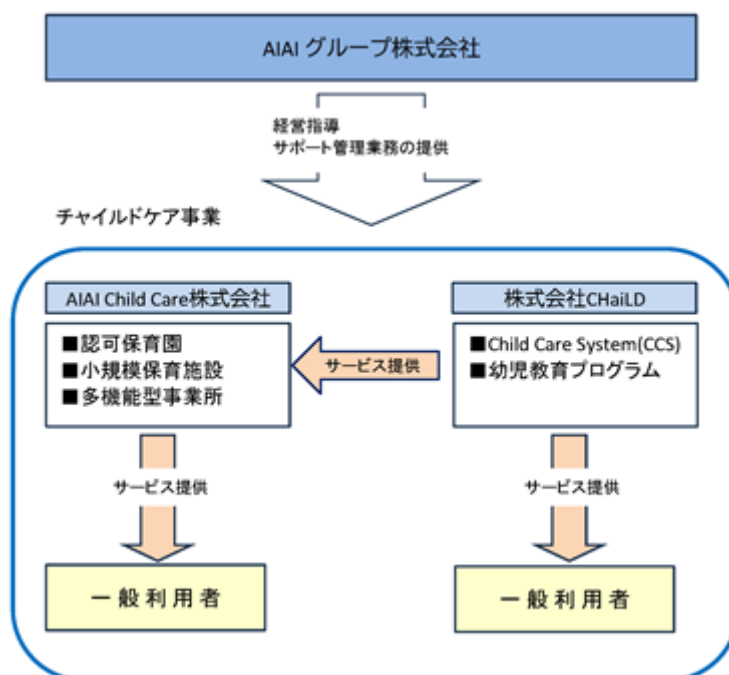 AIAI グループ株式会社
経営指導
サポート管理業務の提供
チャイルドケア事業
AIAI Child Care株式会社
■認可保育園
■小規模保育施設
■多機能型事業所
サービス提供
株式会社CHaiLD
■Child Care System(CCS)
■幼児教育プログラム
サービス提供
サービス提供
一 般 利 用 者
一 般 利 用 者